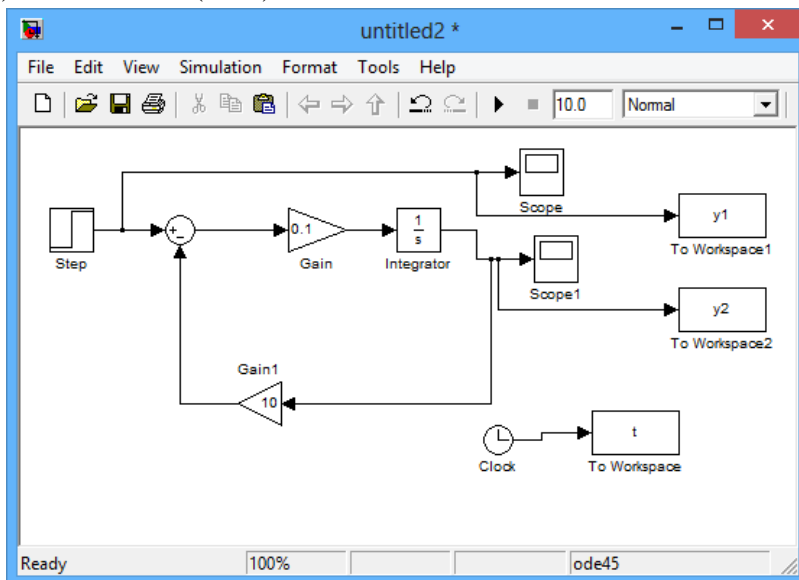 untitled2 *
File Edit View Simulation Format Tools Help
10.0 Normal
Scope
y1
To Workspace1
Step
+
−
0.1
Gain
1
s
Integrator
Scope1
y2
To Workspace2
Gain1
10
Clock
t
To Workspace
Ready 100% ode45